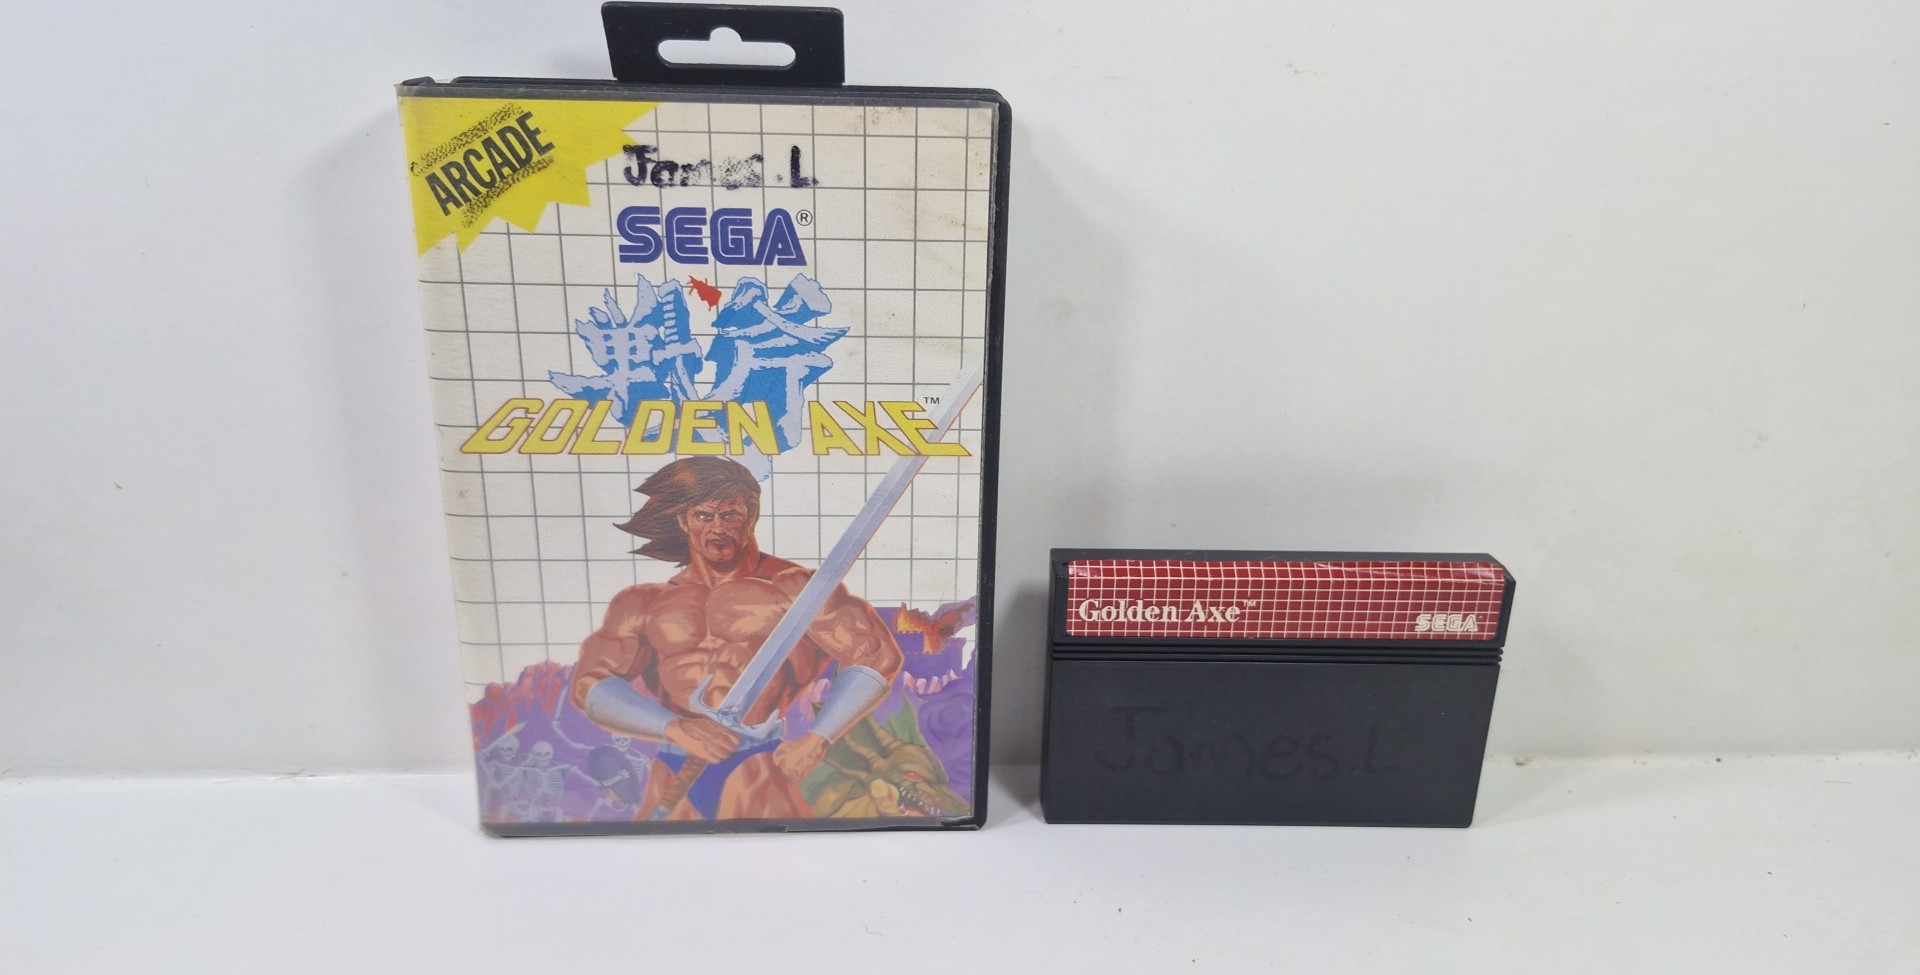 ARCADE
James.L
SEGA®
戦斧
GOLDEN AXE™
Golden Axe™
SEGA
James.L